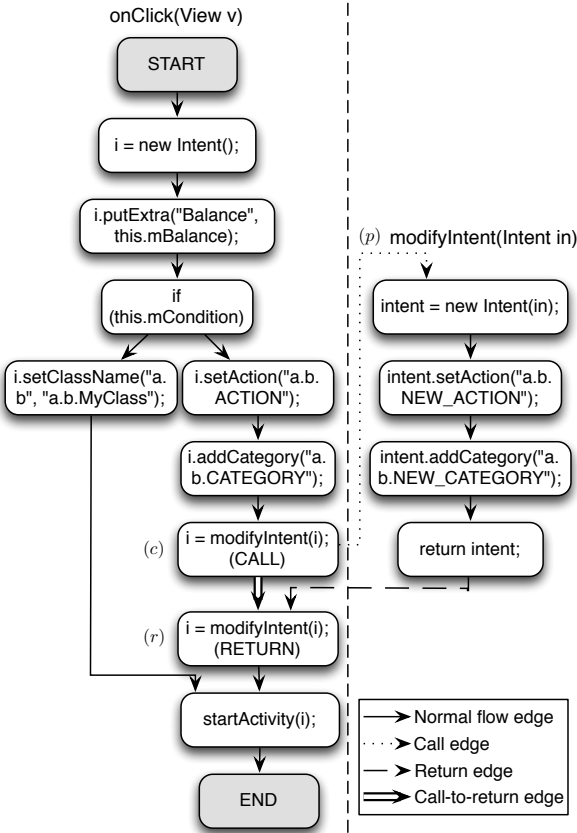 onClick(View v)
START
i = new Intent();
i.putExtra("Balance",
this.mBalance);
if
(this.mCondition)
i.setClassName("a.
b", "a.b.MyClass");
i.setAction("a.b.
ACTION");
i.addCategory("a.
b.CATEGORY");
(c)
i = modifyIntent(i);
(CALL)
(r)
i = modifyIntent(i);
(RETURN)
startActivity(i);
END
(p) modifyIntent(Intent in)
intent = new Intent(in);
intent.setAction("a.b.
NEW_ACTION");
intent.addCategory("a.
b.NEW_CATEGORY");
return intent;
Normal flow edge
Call edge
Return edge
Call-to-return edge